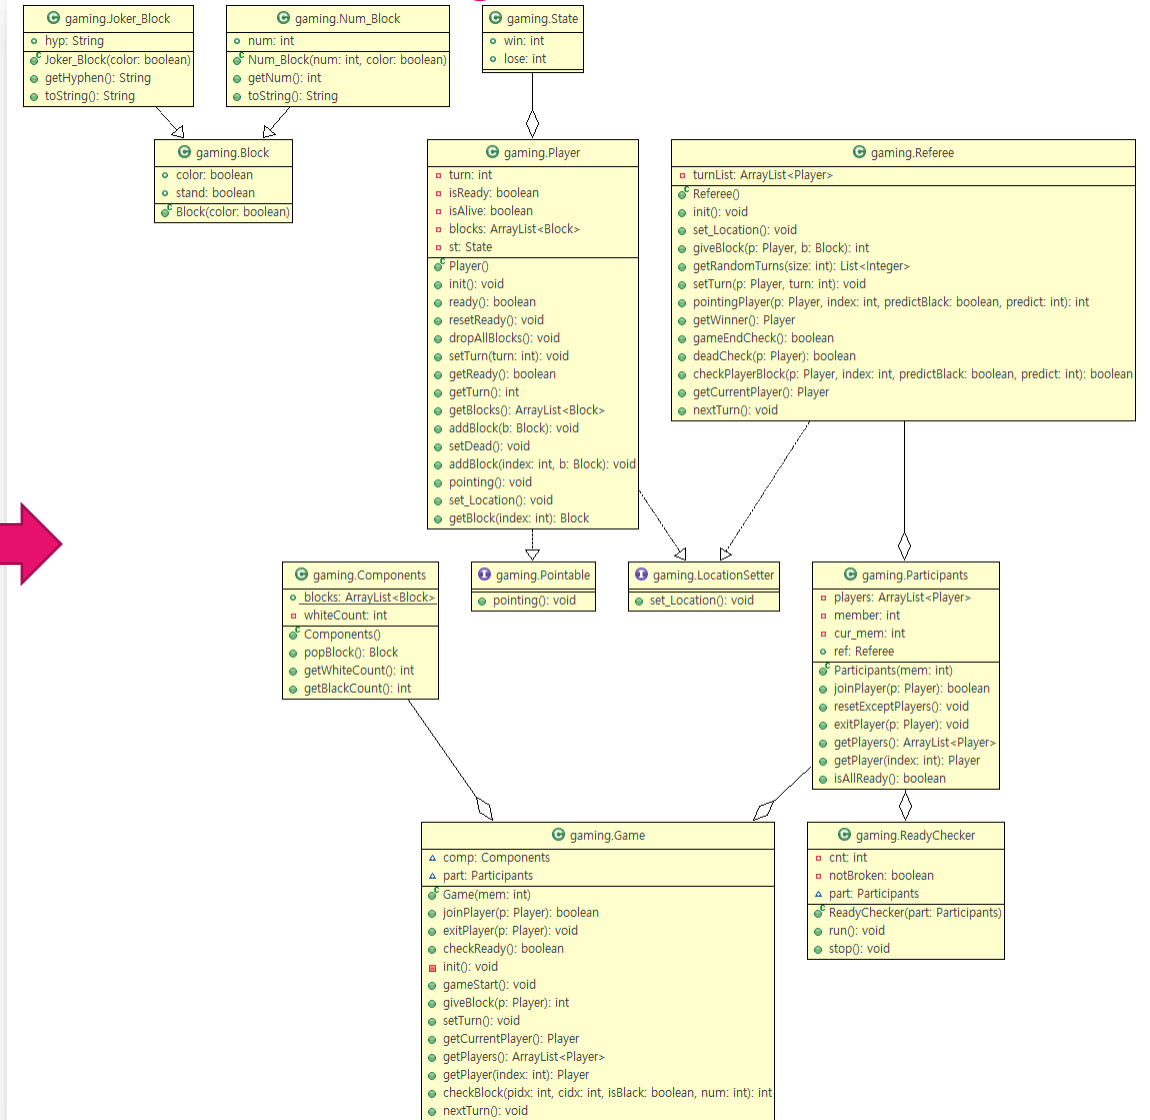 gaming.Joker_Block
hyp: String
Joker_Block(color: boolean)
getHyphen(): String
toString(): String
gaming.Num_Block
num: int
Num_Block(num: int, color: boolean)
getNum(): int
toString(): String
gaming.State
win: int
lose: int
gaming.Block
color: boolean
stand: boolean
Block(color: boolean)
gaming.Player
turn: int
isReady: boolean
isAlive: boolean
blocks: ArrayList<Block>
st: State
Player()
init(): void
ready(): boolean
resetReady(): void
dropAllBlocks(): void
setTurn(turn: int): void
getReady(): boolean
getTurn(): int
getBlocks(): ArrayList<Block>
addBlock(b: Block): void
setDead(): void
addBlock(index: int, b: Block): void
pointing(): void
set_Location(): void
getBlock(index: int): Block
gaming.Referee
turnList: ArrayList<Player>
Referee()
init(): void
set_Location(): void
giveBlock(p: Player, b: Block): int
getRandomTurns(size: int): List<Integer>
setTurn(p: Player, turn: int): void
pointingPlayer(p: Player, index: int, predictBlack: boolean, predict: int): int
getWinner(): Player
gameEndCheck(): boolean
deadCheck(p: Player): boolean
checkPlayerBlock(p: Player, index: int, predictBlack: boolean, predict: int): boolean
getCurrentPlayer(): Player
nextTurn(): void
gaming.Components
blocks: ArrayList<Block>
whiteCount: int
Components()
popBlock(): Block
getWhiteCount(): int
getBlackCount(): int
gaming.Pointable
pointing(): void
gaming.LocationSetter
set_Location(): void
gaming.Participants
players: ArrayList<Player>
member: int
cur_mem: int
ref: Referee
Participants(mem: int)
joinPlayer(p: Player): boolean
resetExceptPlayers(): void
exitPlayer(p: Player): void
getPlayers(): ArrayList<Player>
getPlayer(index: int): Player
isAllReady(): boolean
gaming.Game
comp: Components
part: Participants
Game(mem: int)
joinPlayer(p: Player): boolean
exitPlayer(p: Player): void
checkReady(): boolean
init(): void
gameStart(): void
giveBlock(p: Player): int
setTurn(): void
getCurrentPlayer(): Player
getPlayers(): ArrayList<Player>
getPlayer(index: int): Player
checkBlock(pidx: int, cidx: int, isBlack: boolean, num: int): int
nextTurn(): void
gaming.ReadyChecker
cnt: int
notBroken: boolean
part: Participants
ReadyChecker(part: Participants)
run(): void
stop(): void